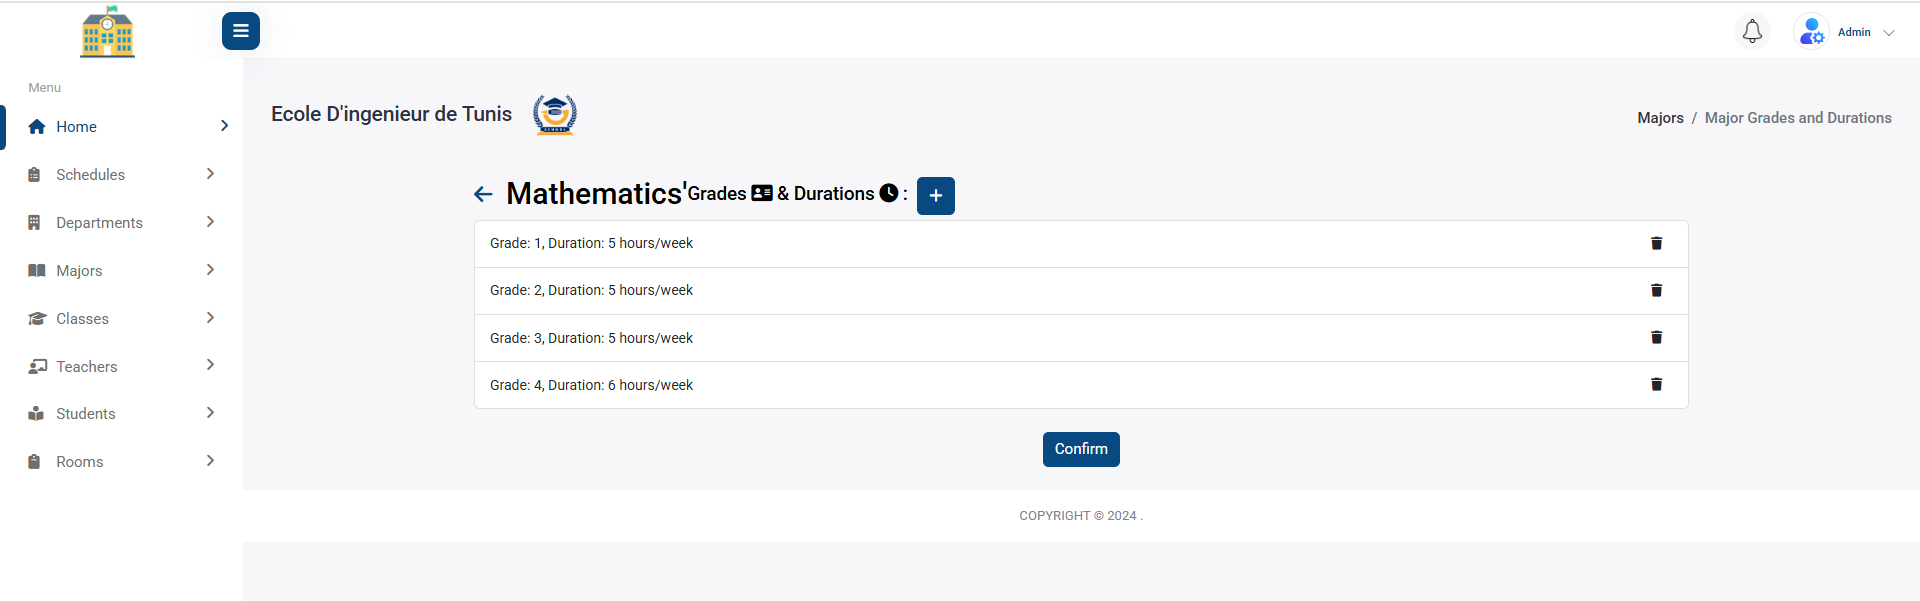 Admin
Menu
Home
Schedules
Departments
Majors
Classes
Teachers
Students
Rooms
Ecole D'ingenieur de Tunis
SCHOOL
Majors / Major Grades and Durations
Mathematics'Grades & Durations :
Grade: 1, Duration: 5 hours/week
Grade: 2, Duration: 5 hours/week
Grade: 3, Duration: 5 hours/week
Grade: 4, Duration: 6 hours/week
Confirm
COPYRIGHT © 2024 .